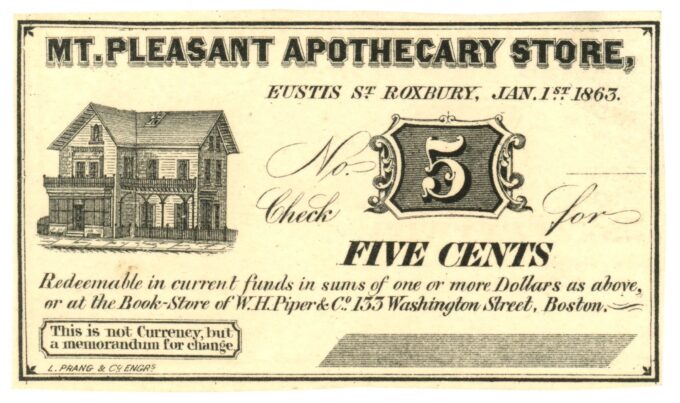 MT. PLEASANT APOTHECARY STORE,
EUSTIS ST. ROXBURY, JAN. 1ST. 1863.
No. 5
Check for
FIVE CENTS
Redeemable in current funds in sums of one or more Dollars as above,
or at the Book-Store of W.H. Piper & Co. 133 Washington Street, Boston.
This is not Currency, but
a memorandum for change.
L. PRANG & CO. ENGRS